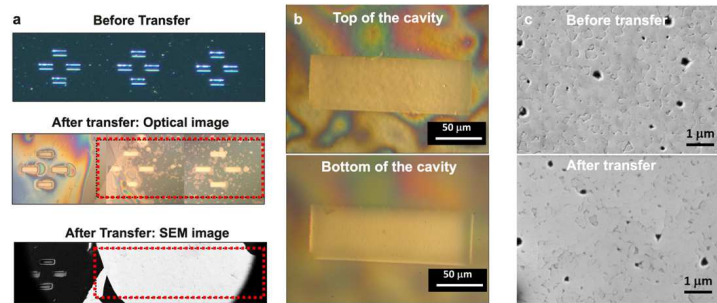 a
Before Transfer
After transfer: Optical image
After Transfer: SEM image
b
Top of the cavity
50 μm
Bottom of the cavity
50 μm
c
Before transfer
1 μm
After transfer
1 μm